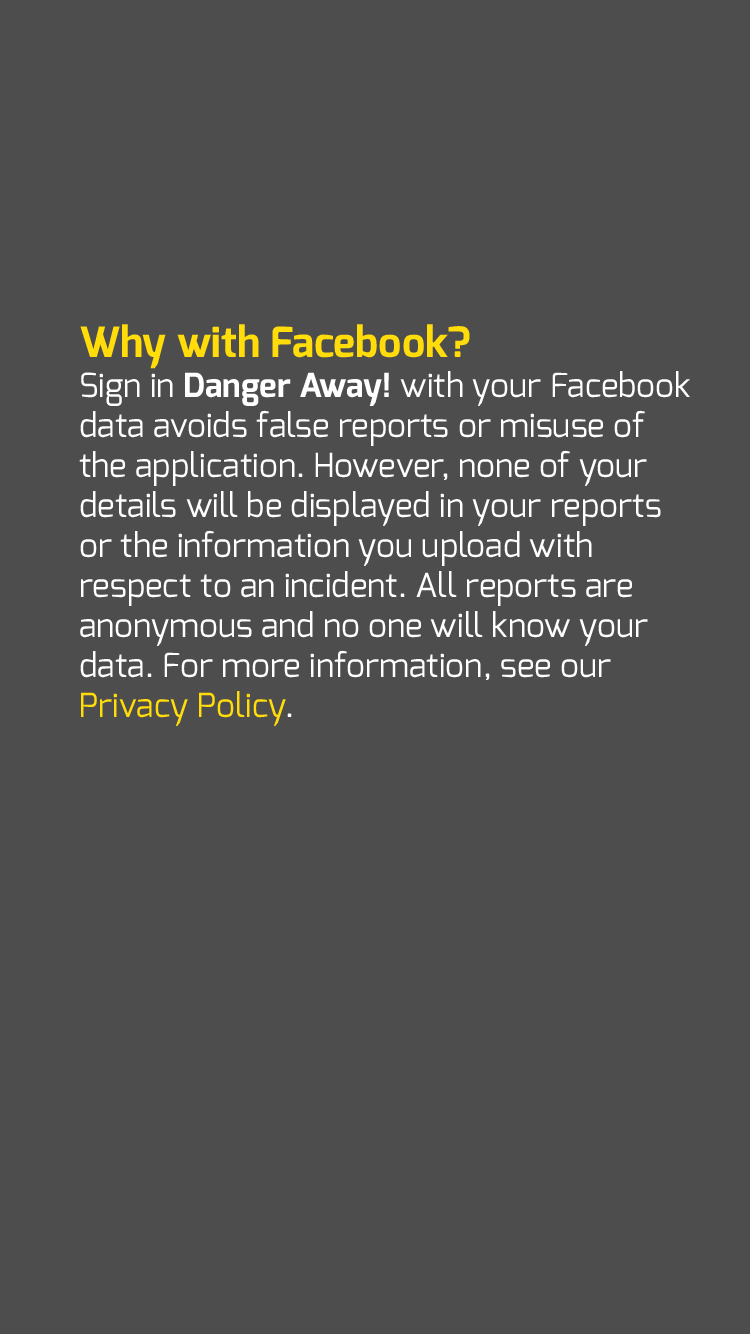 Why with Facebook?
Sign in Danger Away! with your Facebook
data avoids false reports or misuse of
the application. However, none of your
details will be displayed in your reports
or the information you upload with
respect to an incident. All reports are
anonymous and no one will know your
data. For more information, see our
Privacy Policy.